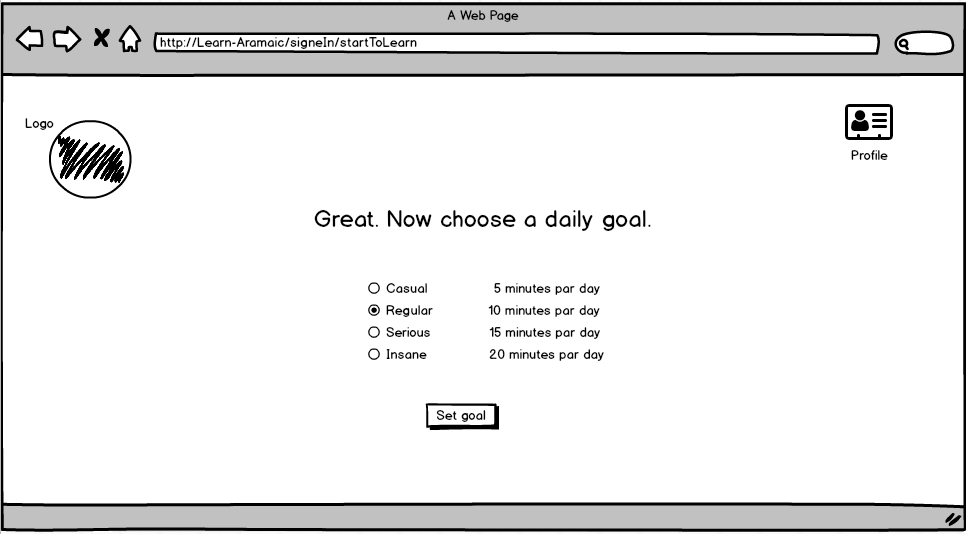 A Web Page
http://Learn-Aramaic/signeIn/startToLearn
Logo
Profile
Great. Now choose a daily goal.
Casual 5 minutes par day
Regular 10 minutes par day
Serious 15 minutes par day
Insane 20 minutes par day
Set goal